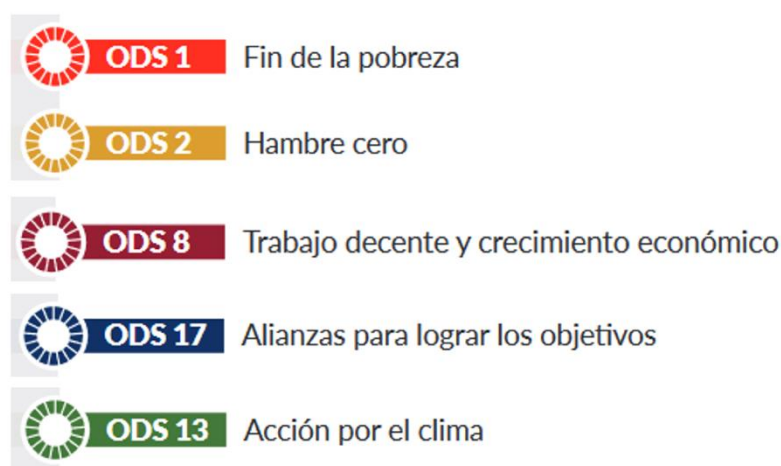 ODS 1 Fin de la pobreza
ODS 2 Hambre cero
ODS 8 Trabajo decente y crecimiento económico
ODS 17 Alianzas para lograr los objetivos
ODS 13 Acción por el clima